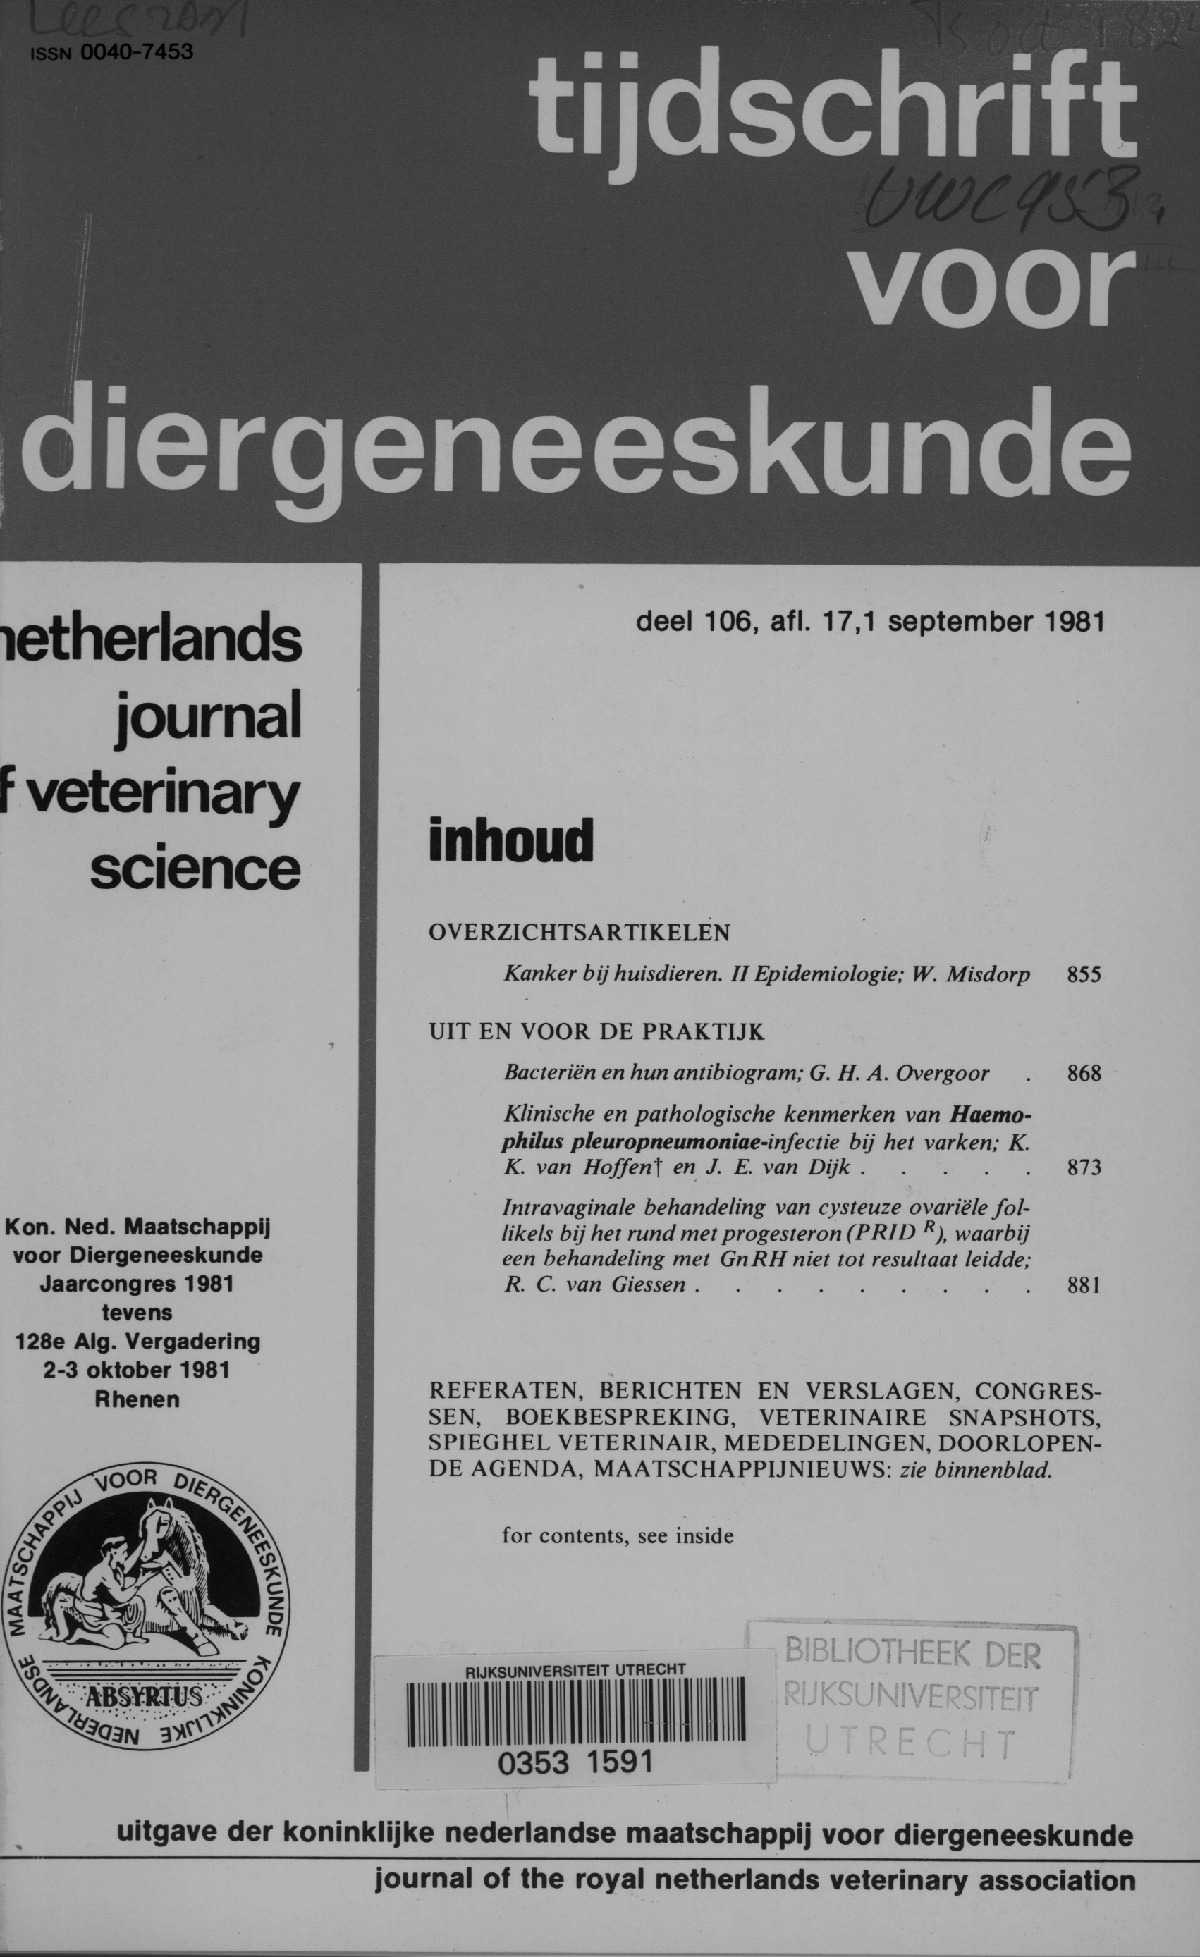 Leeszaal
ISSN 0040-7453
tijdschrift
UWC953
voor
diergeneeskunde
netherlands
journal
f veterinary
science
deel 106, afl. 17,1 september 1981
inhoud
OVERZICHTSARTIKELEN
Kanker bij huisdieren. II Epidemiologie; W. Misdorp 855
UIT EN VOOR DE PRAKTIJK
Bacteriën en hun antibiogram; G. H. A. Overgoor . 868
Klinische en pathologische kenmerken van Haemo-
philus pleuropneumoniae-infectie bij het varken; K.
K. van Hoffen† en J. E. van Dijk . . . . . 873
Intravaginale behandeling van cysteuze ovariële fol-
likels bij het rund met progesteron (PRID R), waarbij
een behandeling met GnRH niet tot resultaat leidde;
R. C. van Giessen . . . . . . . . . 881
REFERATEN, BERICHTEN EN VERSLAGEN, CONGRES-
SEN, BOEKBESPREKING, VETERINAIRE SNAPSHOTS,
SPIEGHEL VETERINAIR, MEDEDELINGEN, DOORLOPEN-
DE AGENDA, MAATSCHAPPIJNIEUWS: zie binnenblad.
for contents, see inside
Kon. Ned. Maatschappij
voor Diergeneeskunde
Jaarcongres 1981
tevens
128e Alg. Vergadering
2-3 oktober 1981
Rhenen
KONINKLIJKE NEDERLANDSE MAATSCHAPPIJ VOOR DIERGENEESKUNDE
ABSYRTUS
RIJKSUNIVERSITEIT UTRECHT
0353 1591
BIBLIOTHEEK DER
RIJKSUNIVERSITEIT
UTRECHT
uitgave der koninklijke nederlandse maatschappij voor diergeneeskunde
journal of the royal netherlands veterinary association